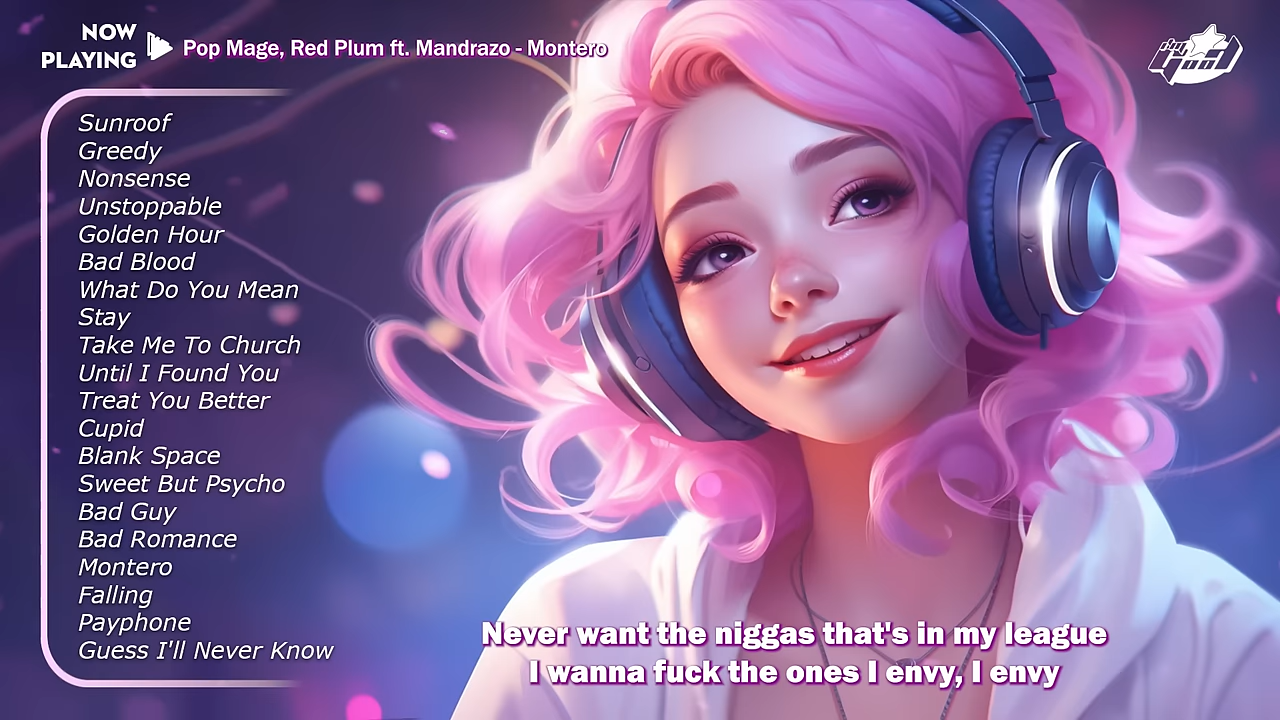 NOW
PLAYING
Pop Mage, Red Plum ft. Mandrazo - Montero
Sunroof
Greedy
Nonsense
Unstoppable
Golden Hour
Bad Blood
What Do You Mean
Stay
Take Me To Church
Until I Found You
Treat You Better
Cupid
Blank Space
Sweet But Psycho
Bad Guy
Bad Romance
Montero
Falling
Payphone
Guess I'll Never Know
Never want the niggas that's in my league
I wanna fuck the ones I envy, I envy